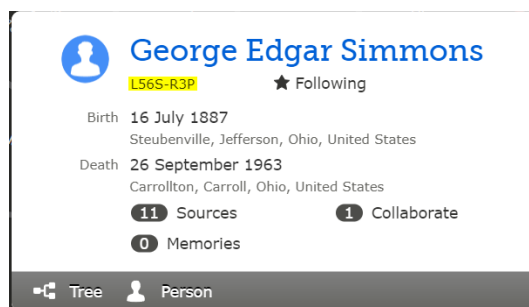 George Edgar Simmons
L56S-R3P ★ Following
Birth 16 July 1887
Steubenville, Jefferson, Ohio, United States
Death 26 September 1963
Carrollton, Carroll, Ohio, United States
11 Sources 1 Collaborate
0 Memories
Tree Person